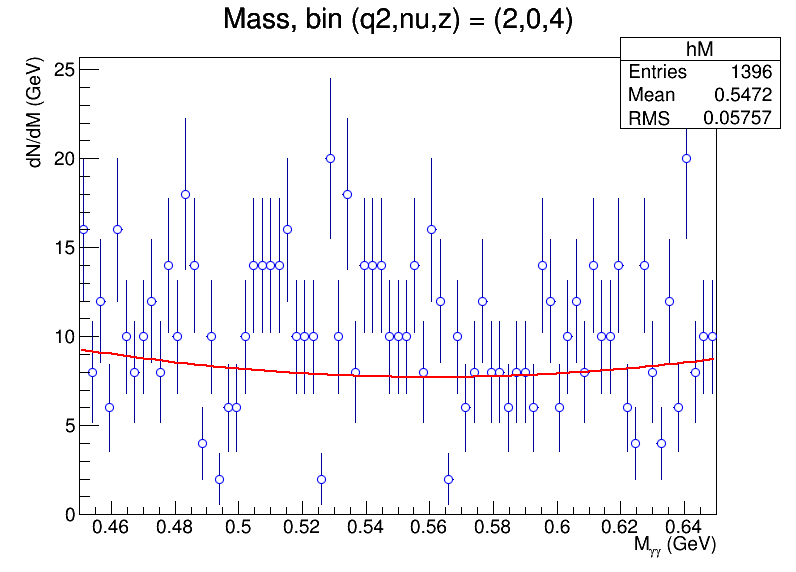 Mass, bin (q2,nu,z) = (2,0,4)
hM
Entries 1396
Mean 0.5472
RMS 0.05757
dN/dM (GeV)
25
20
15
10
5
0
0.46 0.48 0.5 0.52 0.54 0.56 0.58 0.6 0.62 0.64
Mγγ (GeV)